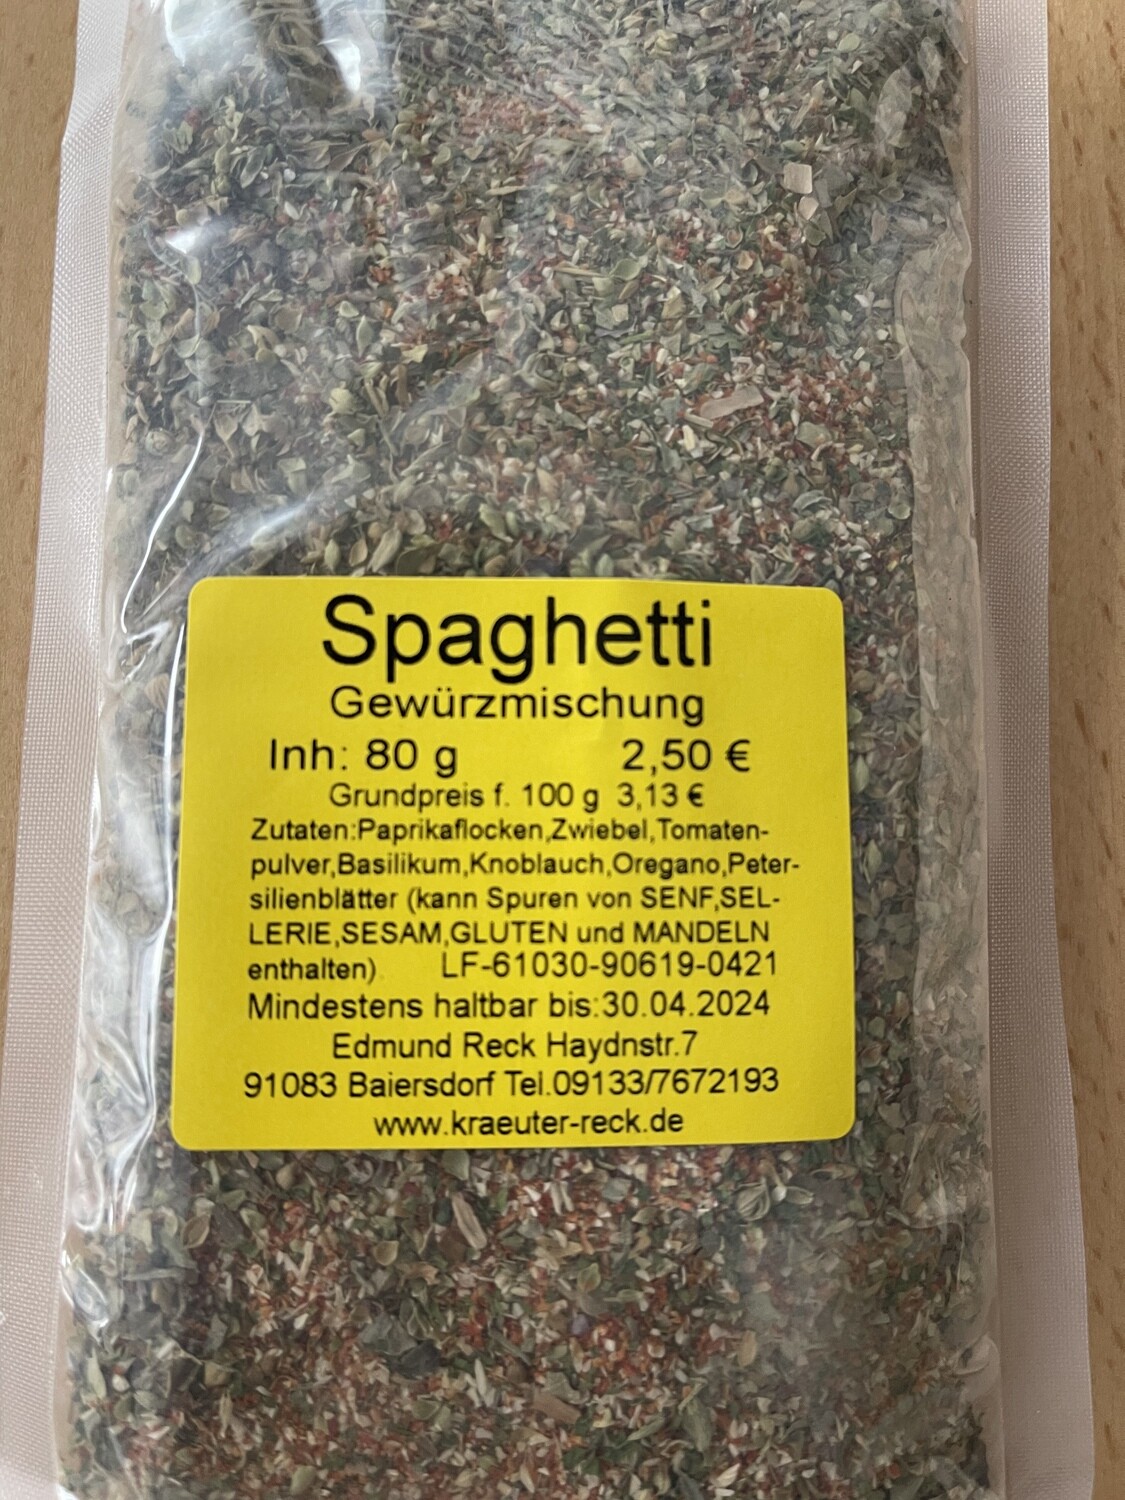 Spaghetti
Gewürzmischung
Inh: 80 g 2,50 €
Grundpreis f. 100 g 3,13 €
Zutaten:Paprikaflocken,Zwiebel,Tomaten-
pulver,Basilikum,Knoblauch,Oregano,Peter-
silienblätter (kann Spuren von SENF,SEL-
LERIE,SESAM,GLUTEN und MANDELN
enthalten) LF-61030-90619-0421
Mindestens haltbar bis:30.04.2024
Edmund Reck Haydnstr.7
91083 Baiersdorf Tel.09133/7672193
www.kraeuter-reck.de